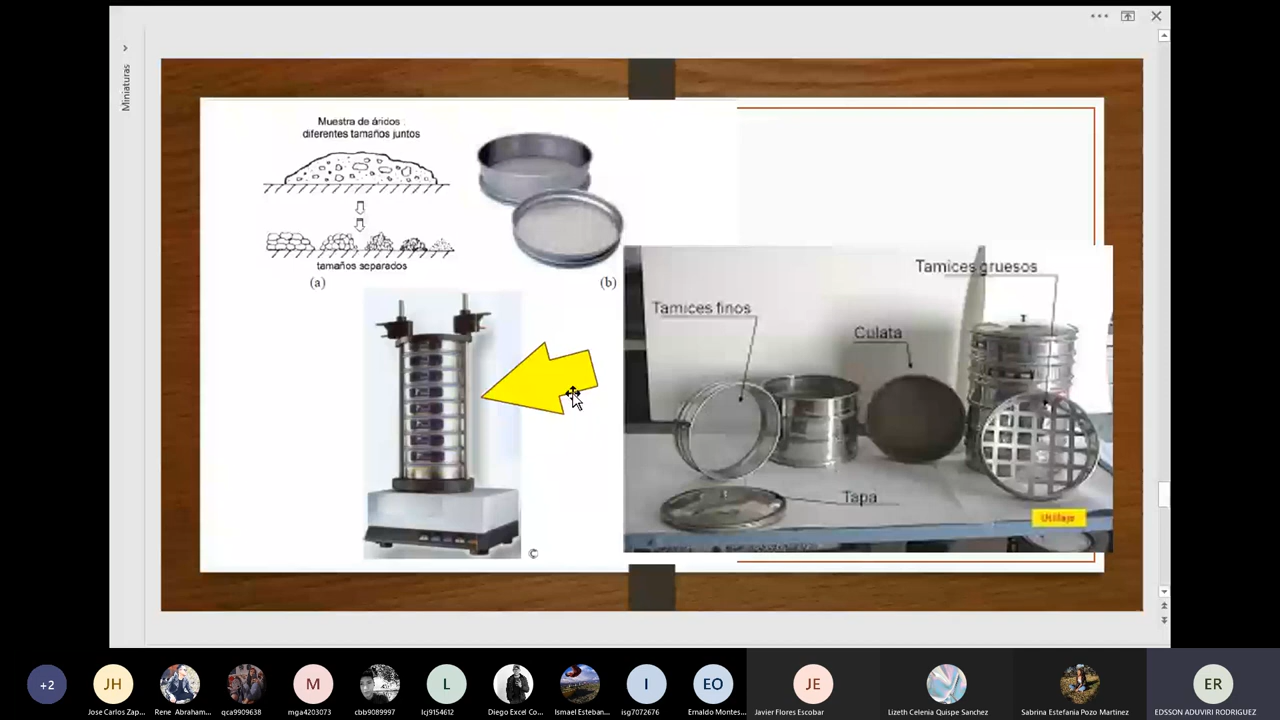 Miniaturas
Muestra de áridos
diferentes tamaños juntos
tamaños separados
(a)
(b)
©
Tamices finos
Culata
Tamices gruesos
Tapa
Utillaje
+2
JH
M
L
I
EO
JE
ER
Jose Carlos Zap...
Rene Abraham...
qca9909638
mga4203073
cbb9089997
lcj9154612
Diego Excel Co...
Ismael Esteban...
isg7072676
Ernaldo Montes...
Javier Flores Escobar
Lizeth Celenia Quispe Sanchez
Sabrina Estefania Pozo Martinez
EDSSON ADUVIRI RODRIGUEZ